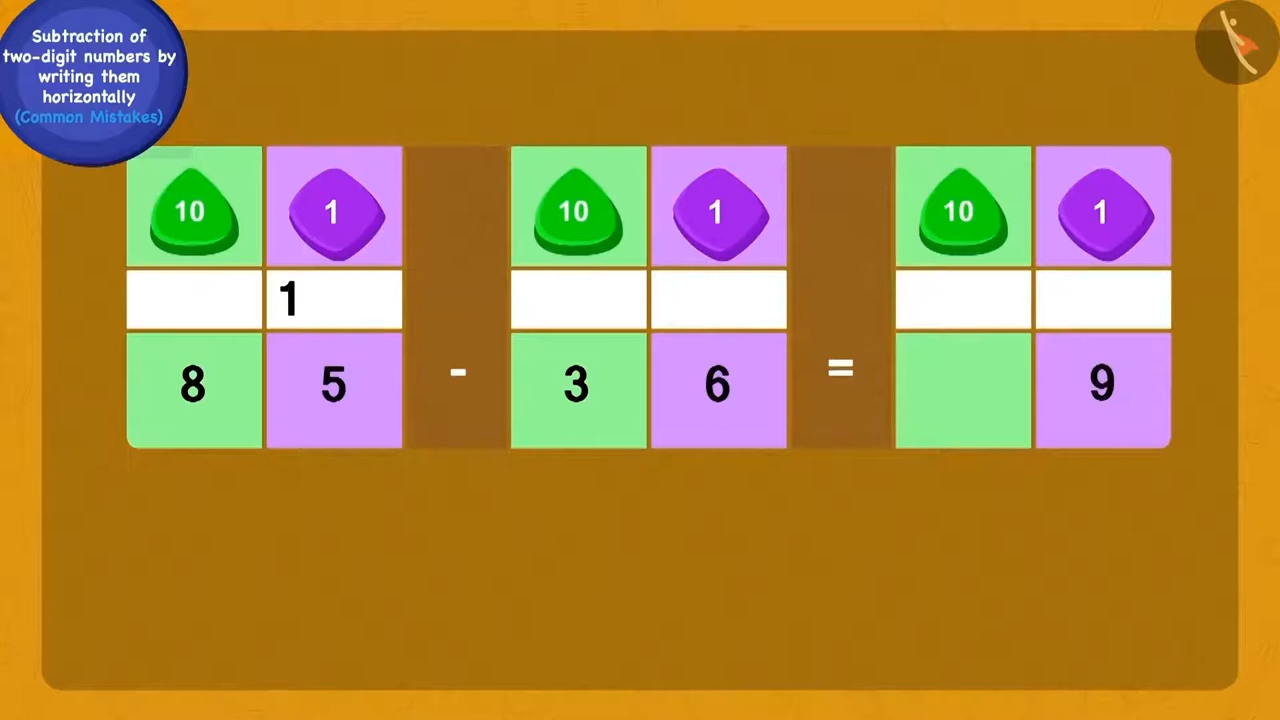 Subtraction of
two-digit numbers by
writing them
horizontally
(Common Mistakes)
10 1 10 1 10 1
1
8 5 - 3 6 = 9